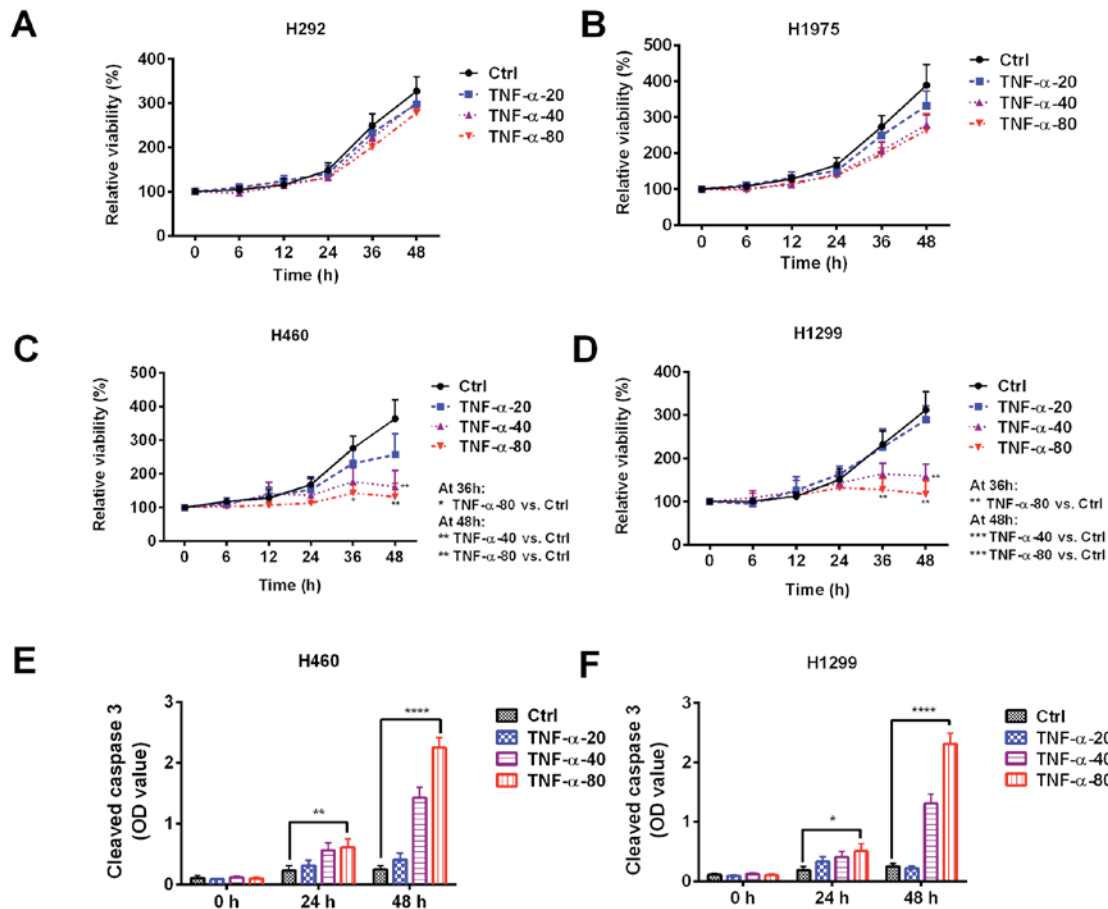 A
H292
Relative viability (%)
400
300
200
100
0
0 6 12 24 36 48
Time (h)
Ctrl
TNF-α-20
TNF-α-40
TNF-α-80
B
H1975
Relative viability (%)
500
400
300
200
100
0
0 6 12 24 36 48
Time (h)
Ctrl
TNF-α-20
TNF-α-40
TNF-α-80
C
H460
Relative viability (%)
500
400
300
200
100
0
0 6 12 24 36 48
Time (h)
*
**
**
Ctrl
TNF-α-20
TNF-α-40
TNF-α-80
At 36h:
* TNF-α-80 vs. Ctrl
At 48h:
** TNF-α-40 vs. Ctrl
** TNF-α-80 vs. Ctrl
D
H1299
Relative viability (%)
400
300
200
100
0
0 6 12 24 36 48
Time (h)
**
**
**
Ctrl
TNF-α-20
TNF-α-40
TNF-α-80
At 36h:
** TNF-α-80 vs. Ctrl
At 48h:
*** TNF-α-40 vs. Ctrl
*** TNF-α-80 vs. Ctrl
E
H460
Cleaved caspase 3
(OD value)
3
2
1
0
**
****
0 h 24 h 48 h
Ctrl
TNF-α-20
TNF-α-40
TNF-α-80
F
H1299
Cleaved caspase 3
(OD value)
3
2
1
0
*
****
0 h 24 h 48 h
Ctrl
TNF-α-20
TNF-α-40
TNF-α-80